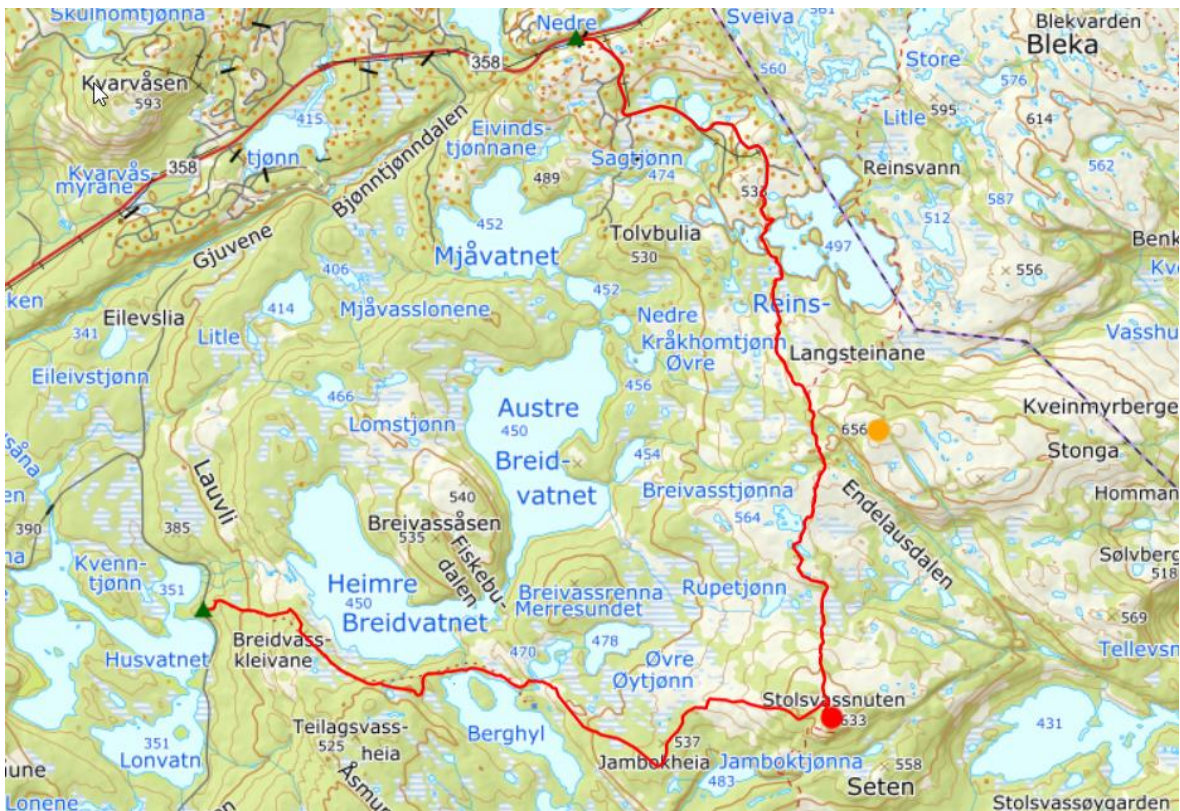 Skulhomtjønna
Nedre
Sveiva
561
Blekvarden
Bleka
358
560
Store
576
Kvarvåsen
593
415
595
614
Litle
Eivinds-
tjønnane
Sagtjønn
474
Reinsvann
562
tjønn
358
Kvarvås-
myrane
Bjønntjønndalen
489
587
512
452
Tolvbulia
530
497
Benk
Gjuvene
Mjåvatnet
556
406
452
414
Mjåvasslonene
Nedre
Reins-
Eilevslia
341
Litle
Kråkhomtjønn
Øvre
Vasshu
Langsteinane
Eileivstjønn
466
456
Austre
450
Breid-
vatnet
Lomstjønn
656
Kveinmyrberge
Stonga
Lauvli
454
Breivasstjønna
564
Endelausdalen
Homman
540
Breivassåsen
535
Fiskebu-
dalen
390
385
Kvenn-
tjønn
351
Sølvberg
518
Heimre
450
Breidvatnet
Breivassrenna
Merresundet
Rupetjønn
569
Breidvass-
kleivane
478
Husvatnet
470
Øvre
Øytjønn
Tellevsn
Stolsvassnuten
633
431
Teilagsvass-
heia
525
Berghyl
351
Lonvatn
537
Jambokheia
Jamboktjønna
483
558
Seten
Åsmu
Lonene
Stolsvassøygarden